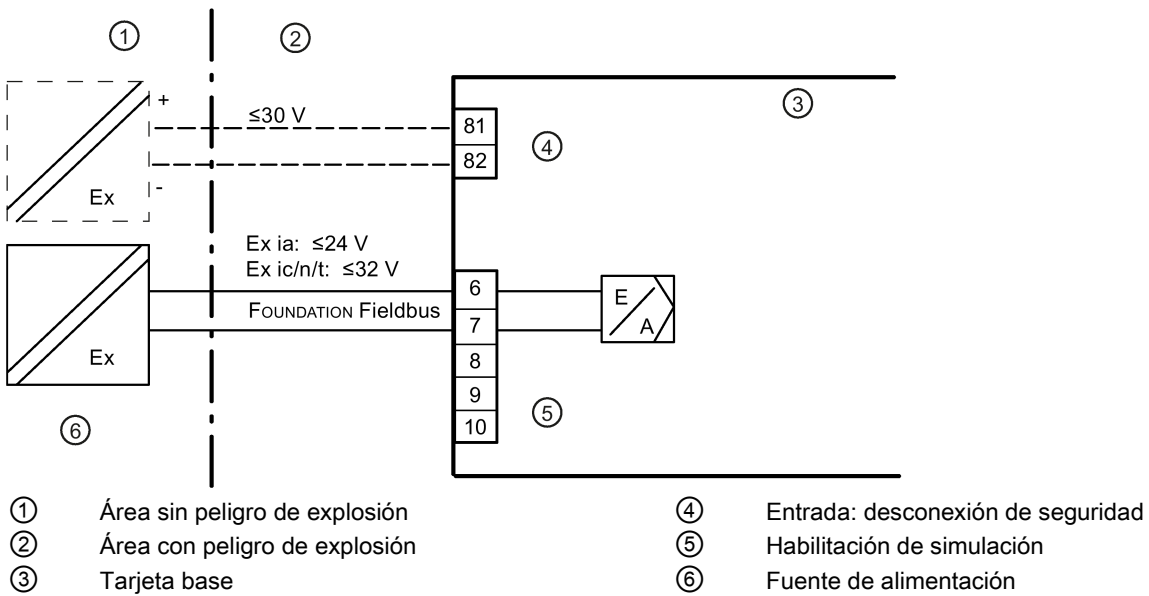 ① ②
③
+
≤30 V
81
④
82
Ex
-
Ex ia: ≤24 V
Ex ic/n/t: ≤32 V
6
E
FOUNDATION Fieldbus
7
A
Ex
8
9
⑤
10
⑥
① Área sin peligro de explosión
② Área con peligro de explosión
③ Tarjeta base
④ Entrada: desconexión de seguridad
⑤ Habilitación de simulación
⑥ Fuente de alimentación